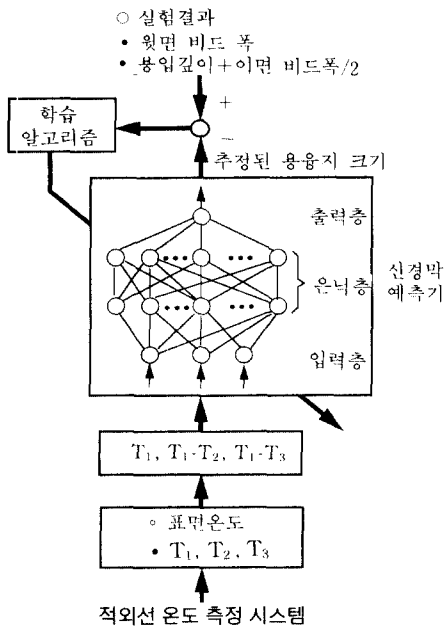 ○ 실험결과
• 윗면 비드 폭
• 용입깊이+이면 비드폭/2
+
학습
알고리즘
−
추정된 용융지 크기
출력층
은닉층
신경망
예측기
입력층
T₁, T₁-T₂, T₁-T₃
○ 표면온도
• T₁, T₂, T₃
적외선 온도 측정 시스템